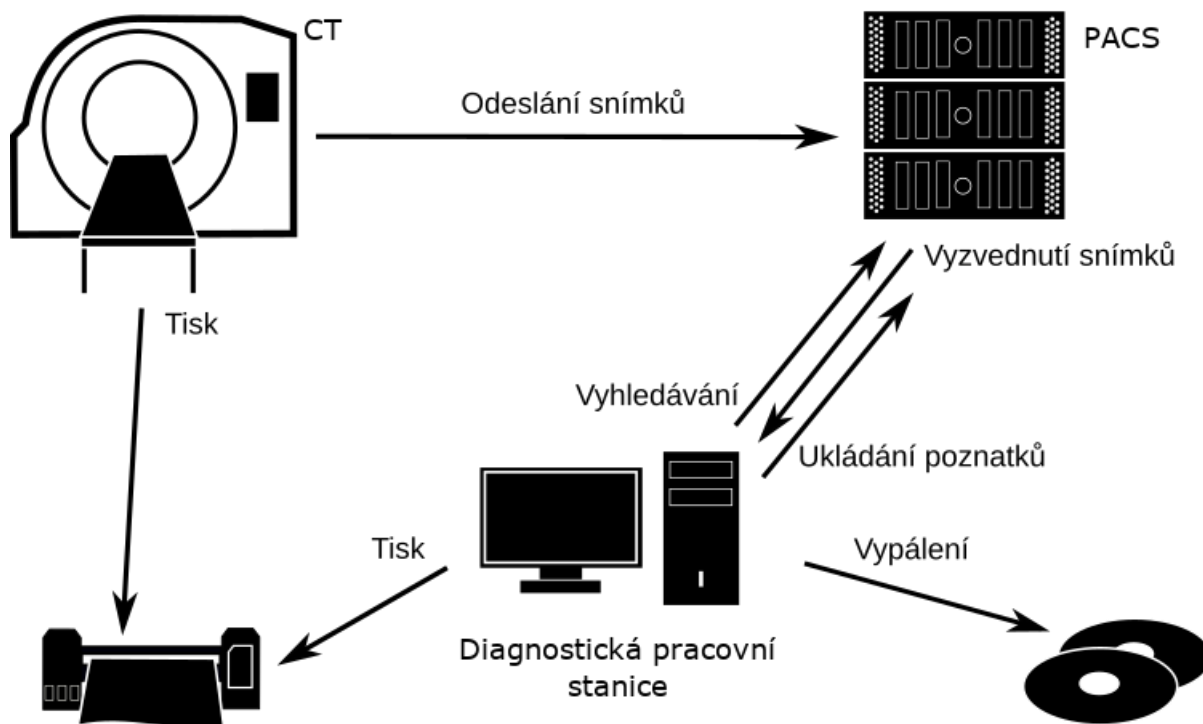 CT
PACS
Odeslání snímků
Vyzvednutí snímků
Tisk
Vyhledávání
Ukládání poznatků
Tisk
Vypálení
Diagnostická pracovní
stanice